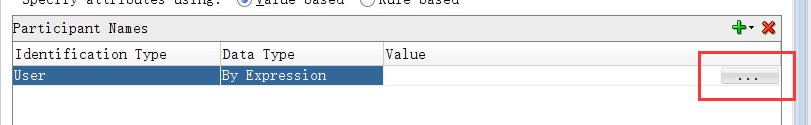 Specify attributes using: Value based Rule based
Participant Names
Identification Type Data Type Value
User By Expression ...